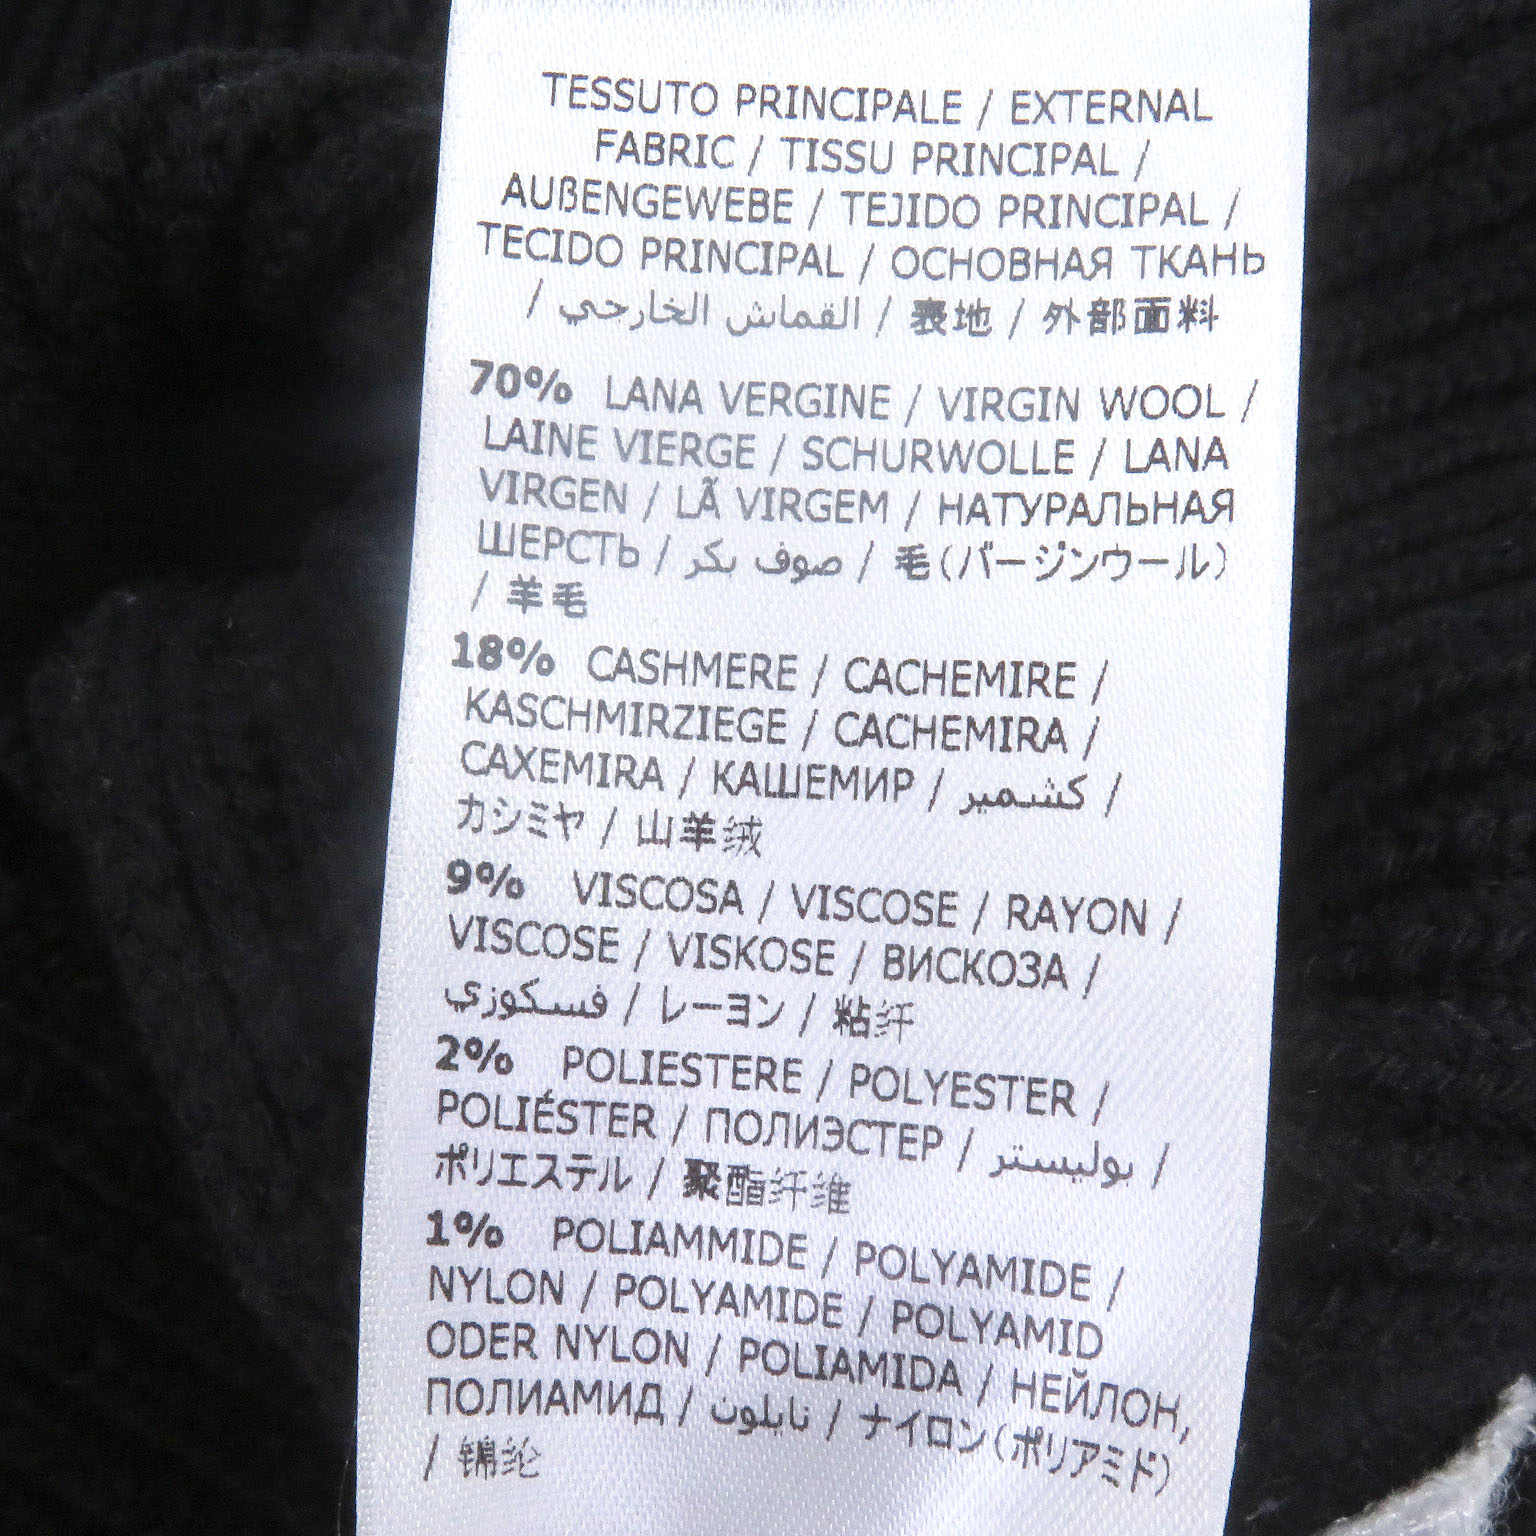 TESSUTO PRINCIPALE / EXTERNAL
FABRIC / TISSU PRINCIPAL /
AUßENGEWEBE / TEJIDO PRINCIPAL /
TECIDO PRINCIPAL / ОСНОВНАЯ ТКАНЬ
/ القماش الخارجي / 表地 / 外部面料
70% LANA VERGINE / VIRGIN WOOL /
LAINE VIERGE / SCHURWOLLE / LANA
VIRGEN / LÃ VIRGEM / НАТУРАЛЬНАЯ
ШЕРСТЬ / صوف بكر / 毛(バージンウール)
/ 羊毛
18% CASHMERE / CACHEMIRE /
KASCHMIRZIEGE / CACHEMIRA /
CAXEMIRA / КАШЕМИР / كشمير /
カシミヤ / 山羊绒
9% VISCOSA / VISCOSE / RAYON /
VISCOSE / VISKOSE / ВИСКОЗА /
فسكوزي / レーヨン / 粘纤
2% POLIESTERE / POLYESTER /
POLIÉSTER / ПОЛИЭСТЕР / بوليستر /
ポリエステル / 聚酯纤维
1% POLIAMMIDE / POLYAMIDE /
NYLON / POLYAMIDE / POLYAMID
ODER NYLON / POLIAMIDA / НЕЙЛОН,
ПОЛИАМИД / نايلون / ナイロン(ポリアミド)
/ 锦纶